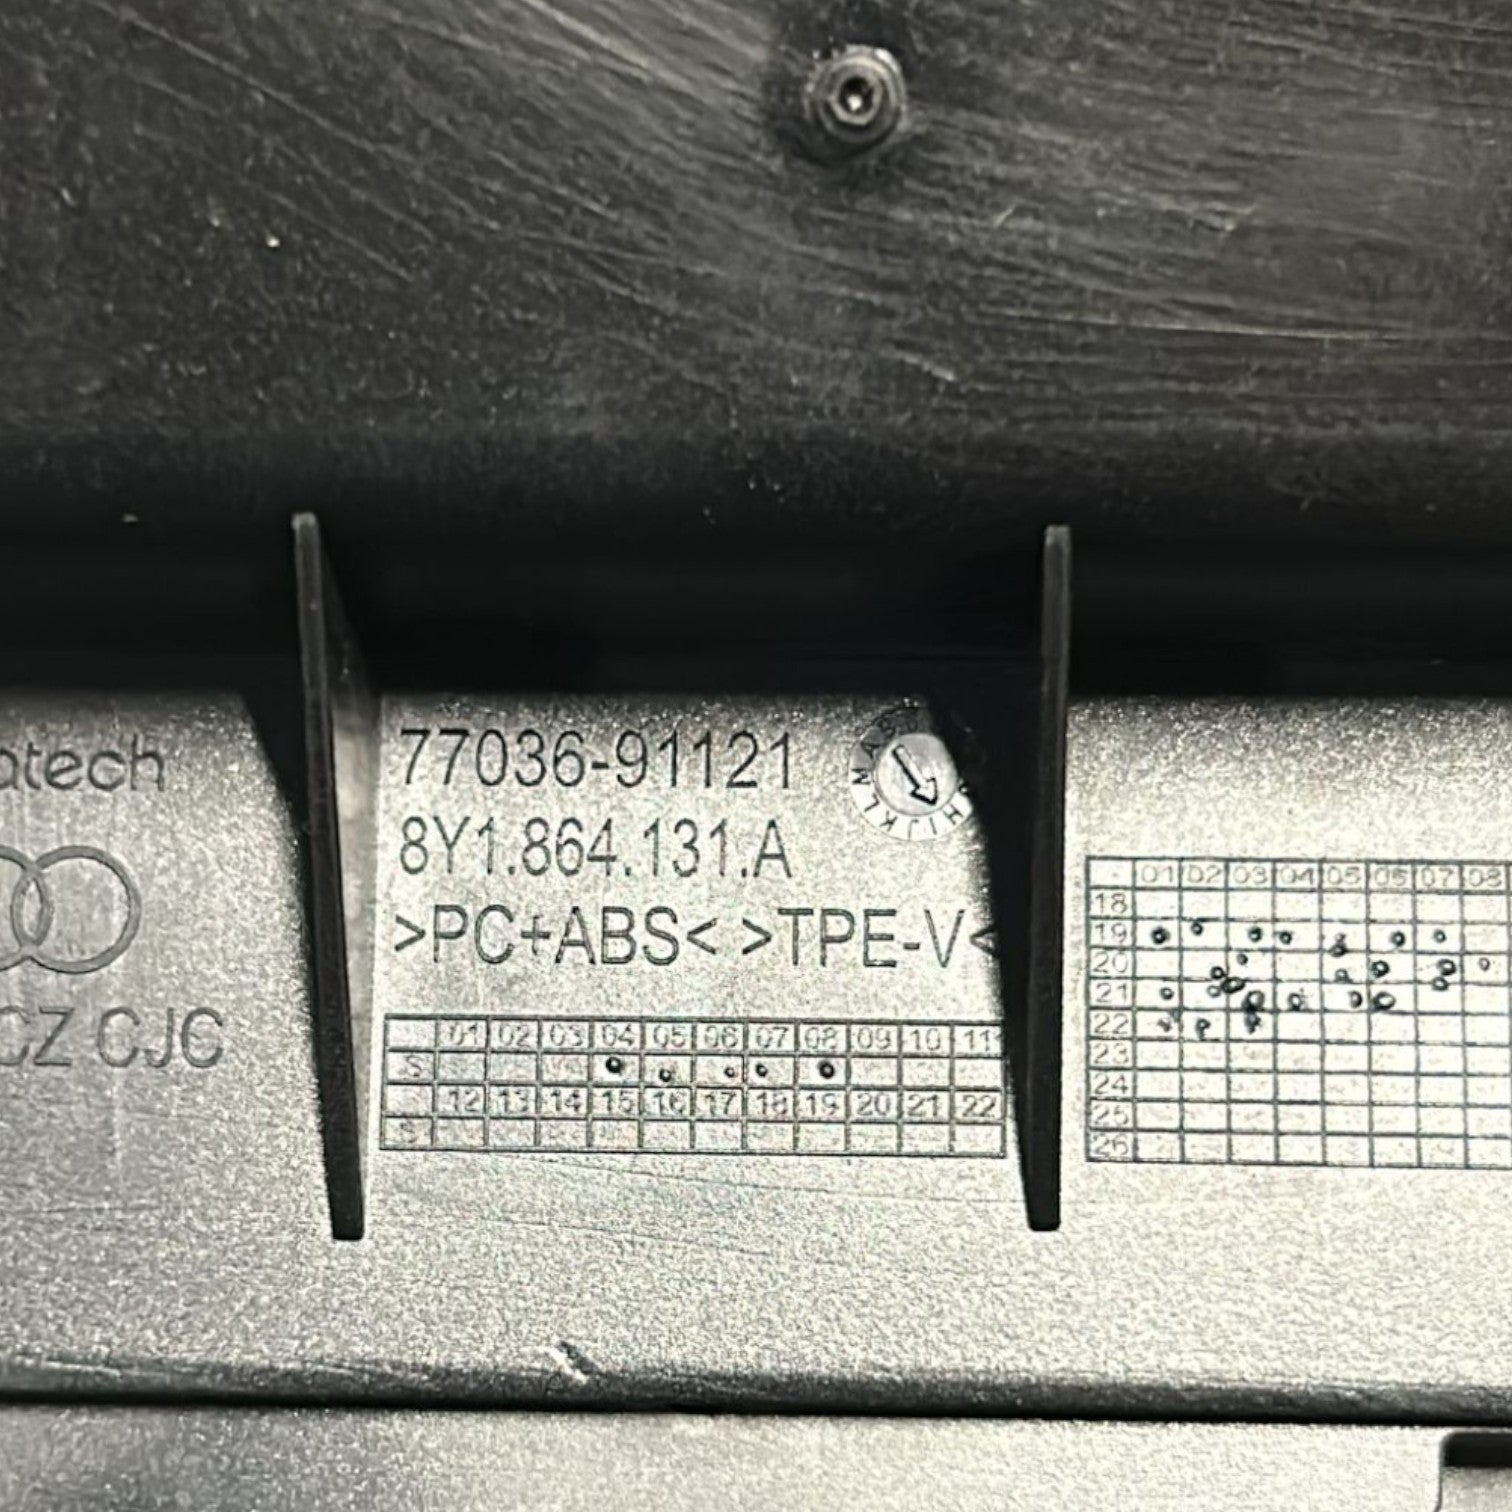 atech
CZ CJC
77036-91121
8Y1.864.131.A
>PC+ABS< >TPE-V<
H I J K L M A S
01 02 03 04 05 06 07 08 09 10 11
S
12 13 14 15 16 17 18 19 20 21 22
S
01 02 03 04 05 06 07 08
18
19
20
21
22
23
24
25
26